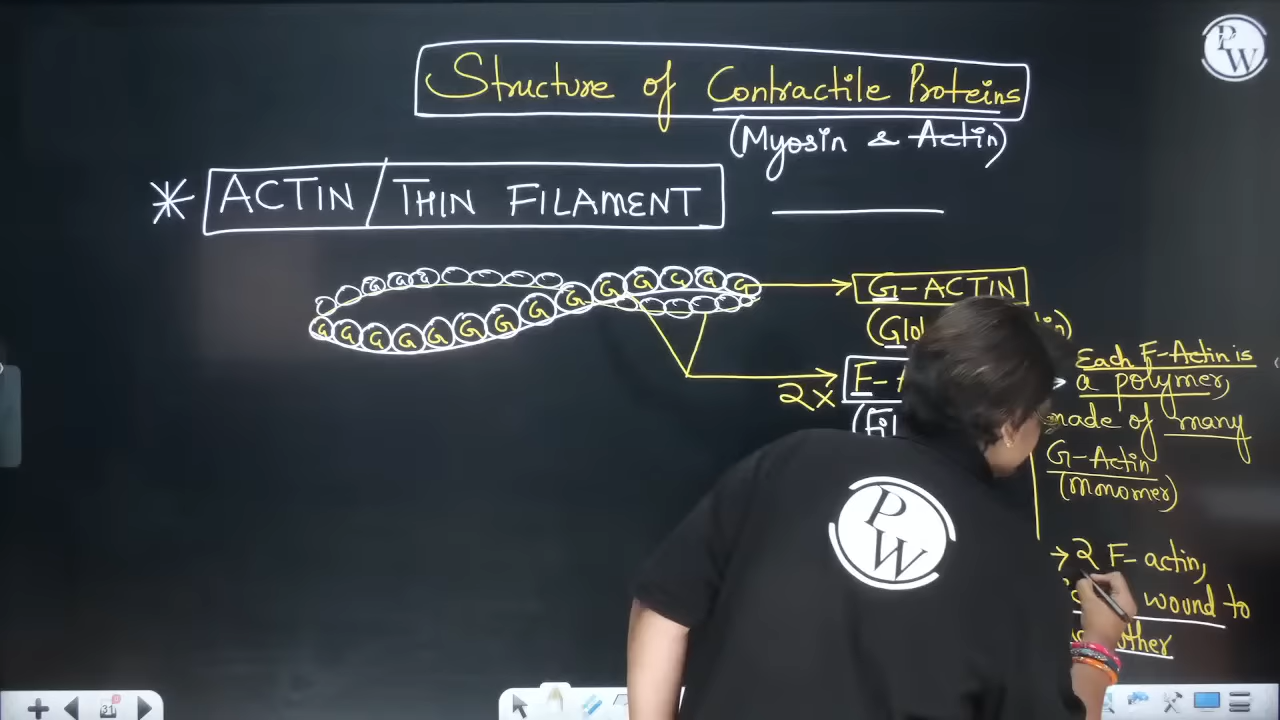 Structure of Contractile Proteins
(Myosin & Actin)
* ACTIN/THIN FILAMENT
G G G G G G G G G G G G G G G G
G-ACTIN
2x
Each F-Actin is
a polymer,
made of many
G-Actin
(Monomer)
→ 2 F-actin,
wound to
PW
PW
31